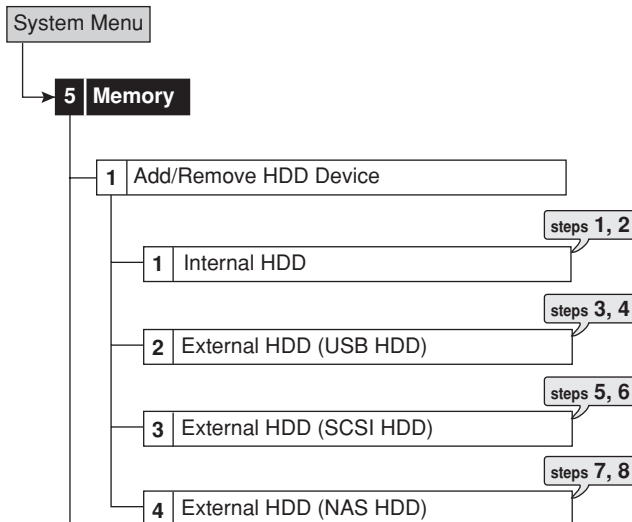 System Menu
5 Memory
1 Add/Remove HDD Device
steps 1, 2
1 Internal HDD
steps 3, 4
2 External HDD (USB HDD)
steps 5, 6
3 External HDD (SCSI HDD)
steps 7, 8
4 External HDD (NAS HDD)